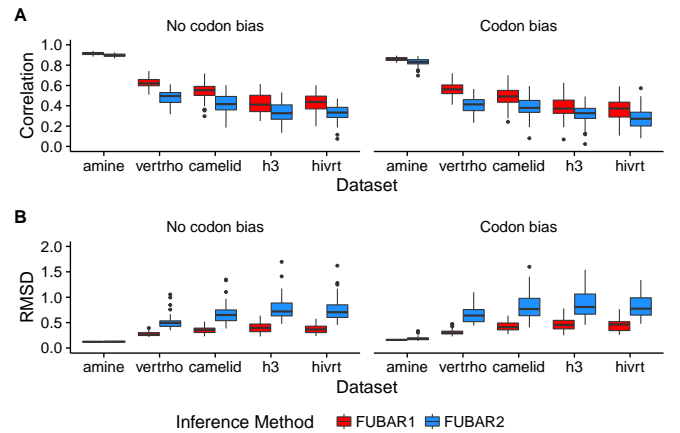 A
No codon bias
Codon bias
Correlation
1.0
0.8
0.6
0.4
0.2
0.0
amine vertrho camelid h3 hivrt
amine vertrho camelid h3 hivrt
Dataset
B
No codon bias
Codon bias
RMSD
2.0
1.5
1.0
0.5
0.0
amine vertrho camelid h3 hivrt
amine vertrho camelid h3 hivrt
Dataset
Inference Method FUBAR1 FUBAR2